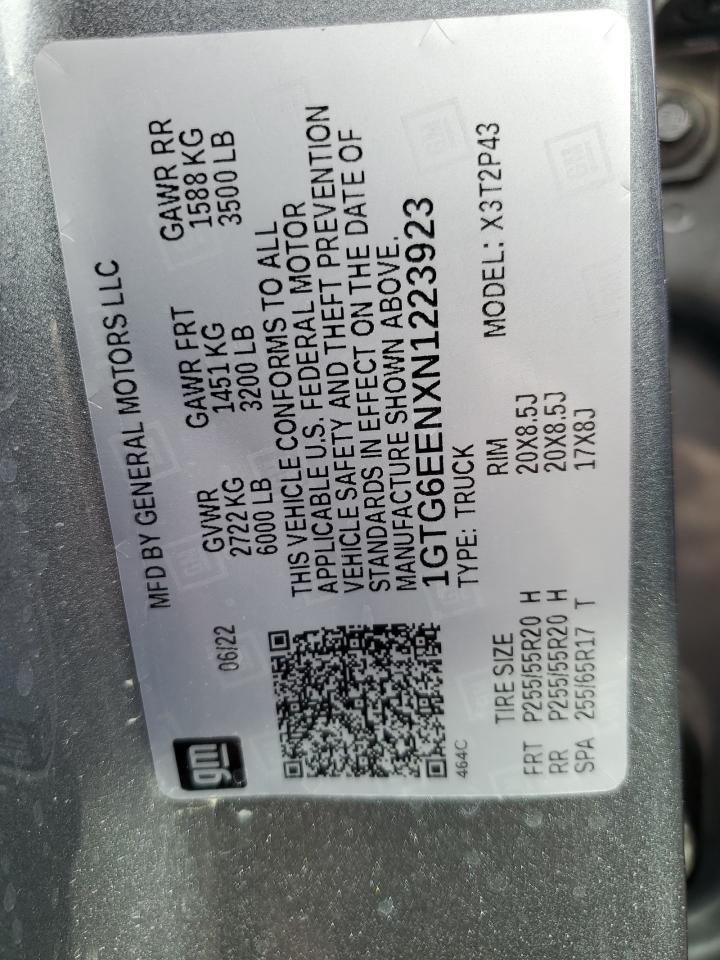 gm
06/22
MFD BY GENERAL MOTORS LLC
GVWR GAWR FRT GAWR RR
2722 KG 1451 KG 1588 KG
6000 LB 3200 LB 3500 LB
THIS VEHICLE CONFORMS TO ALL
APPLICABLE U.S. FEDERAL MOTOR
VEHICLE SAFETY AND THEFT PREVENTION
STANDARDS IN EFFECT ON THE DATE OF
MANUFACTURE SHOWN ABOVE.
1GTG6EENXN1223923
464C
TYPE: TRUCK MODEL: X3T2P43
TIRE SIZE RIM
FRT P255/55R20 H 20X8.5J
RR P255/55R20 H 20X8.5J
SPA 255/65R17 T 17X8J